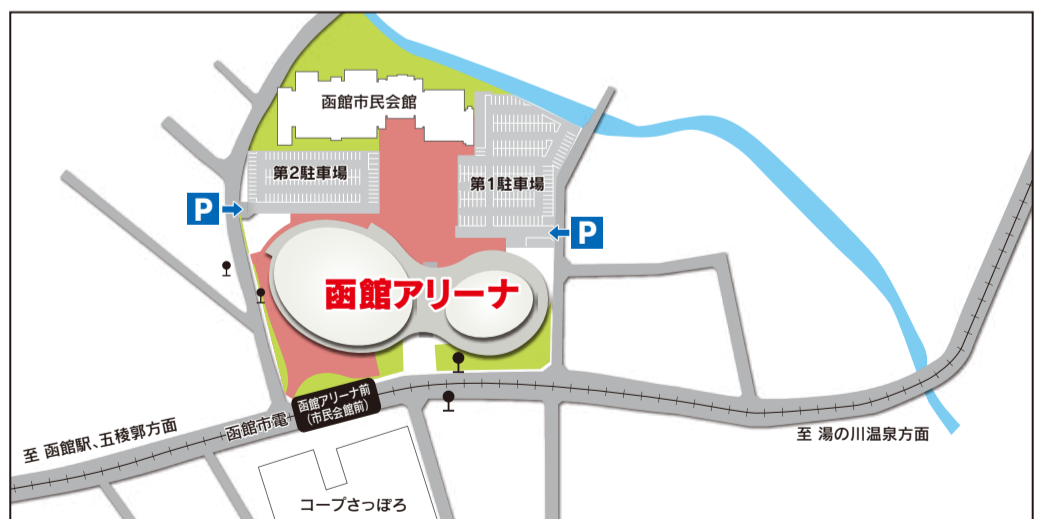 函館市民会館
第2駐車場
第1駐車場
P
P
函館アリーナ
函館アリーナ前
(市民会館前)
函館市電
至 函館駅、五稜郭方面
至 湯の川温泉方面
コープさっぽろ